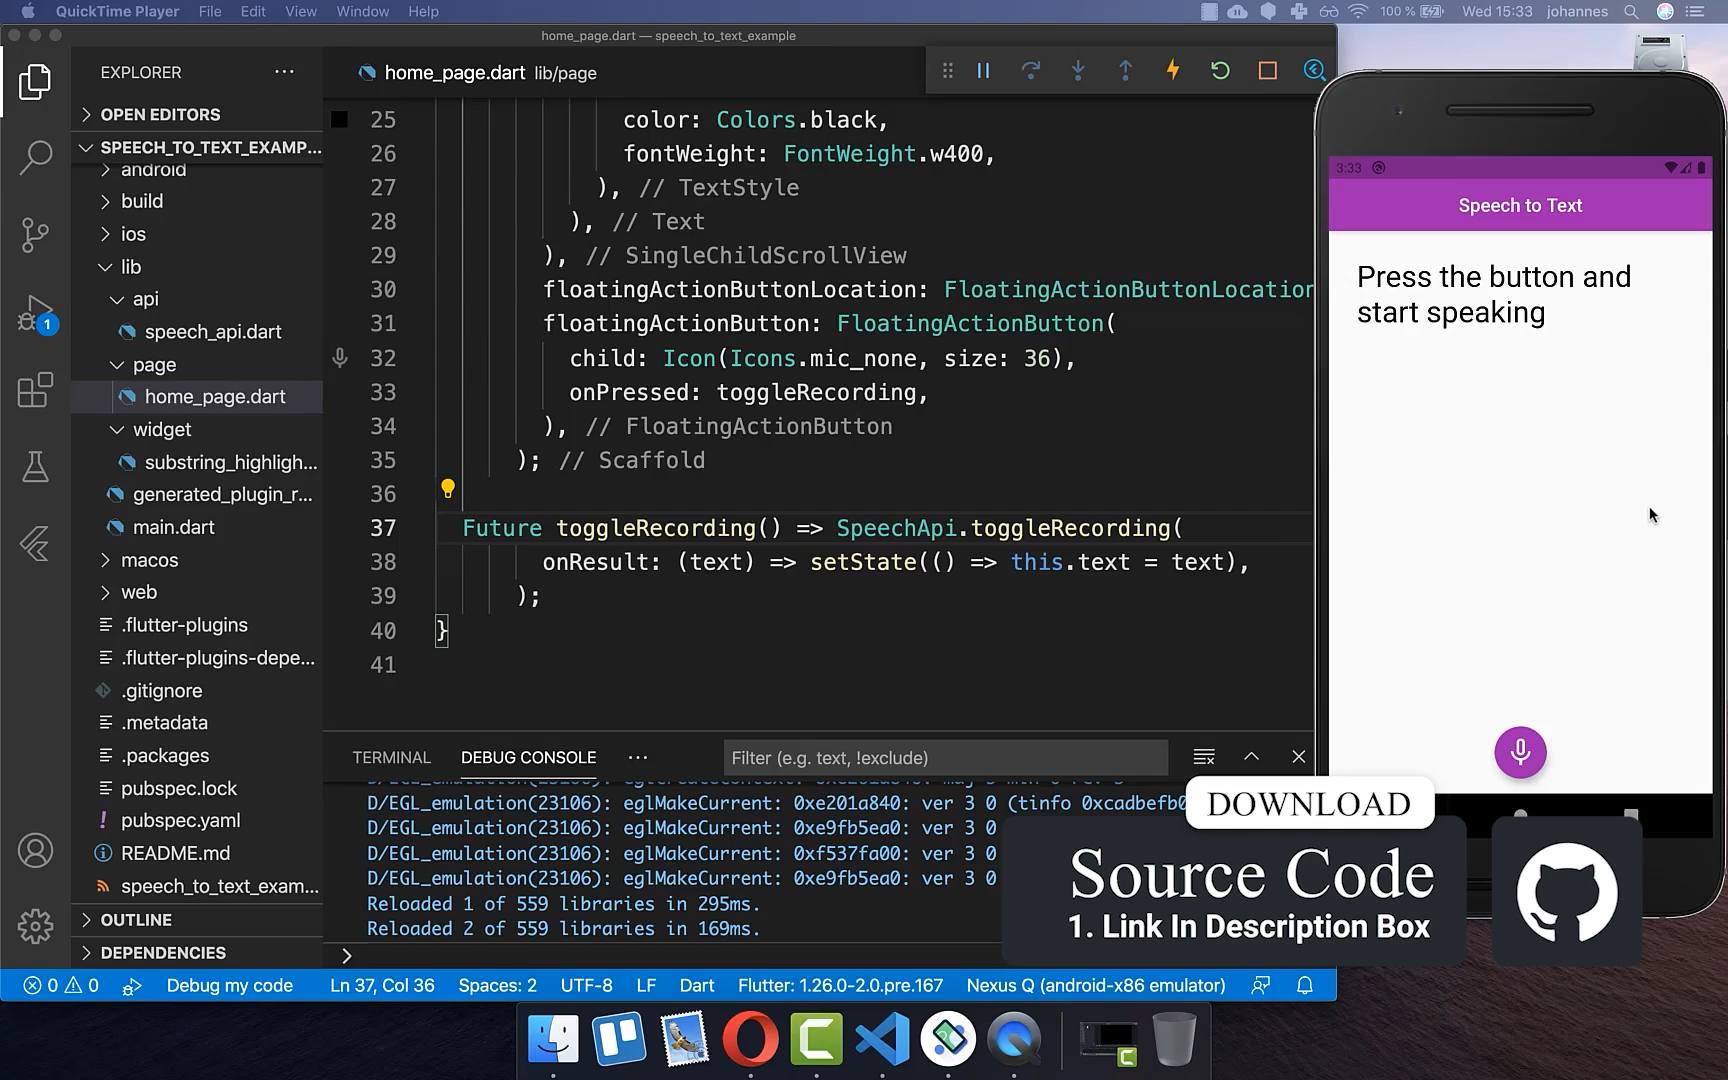 QuickTime Player File Edit View Window Help 100 % Wed 15:33 johannes
home_page.dart — speech_to_text_example
EXPLORER
OPEN EDITORS
SPEECH_TO_TEXT_EXAMP...
android
build
ios
lib
api
speech_api.dart
page
home_page.dart
widget
substring_highligh...
generated_plugin_r...
main.dart
macos
web
.flutter-plugins
.flutter-plugins-depe...
.gitignore
.metadata
.packages
pubspec.lock
! pubspec.yaml
README.md
speech_to_text_exam...
OUTLINE
DEPENDENCIES
1
home_page.dart lib/page
25 color: Colors.black,
26 fontWeight: FontWeight.w400,
27 ), // TextStyle
28 ), // Text
29 ), // SingleChildScrollView
30 floatingActionButtonLocation: FloatingActionButtonLocation
31 floatingActionButton: FloatingActionButton(
32 child: Icon(Icons.mic_none, size: 36),
33 onPressed: toggleRecording,
34 ), // FloatingActionButton
35 ); // Scaffold
36
37 Future toggleRecording() => SpeechApi.toggleRecording(
38 onResult: (text) => setState(() => this.text = text),
39 );
40 }
41
TERMINAL DEBUG CONSOLE ... Filter (e.g. text, !exclude)
D/EGL_emulation(23106): eglMakeCurrent: 0xe201a840: ver 3 0 (tinfo 0xcadbefb0
D/EGL_emulation(23106): eglMakeCurrent: 0xe9fb5ea0: ver 3 0
D/EGL_emulation(23106): eglMakeCurrent: 0xf537fa00: ver 3 0
D/EGL_emulation(23106): eglMakeCurrent: 0xe9fb5ea0: ver 3 0
Reloaded 1 of 559 libraries in 295ms.
Reloaded 2 of 559 libraries in 169ms.
0 0 Debug my code Ln 37, Col 36 Spaces: 2 UTF-8 LF Dart Flutter: 1.26.0-2.0.pre.167 Nexus Q (android-x86 emulator)
3:33
Speech to Text
Press the button and
start speaking
DOWNLOAD
Source Code
1. Link In Description Box